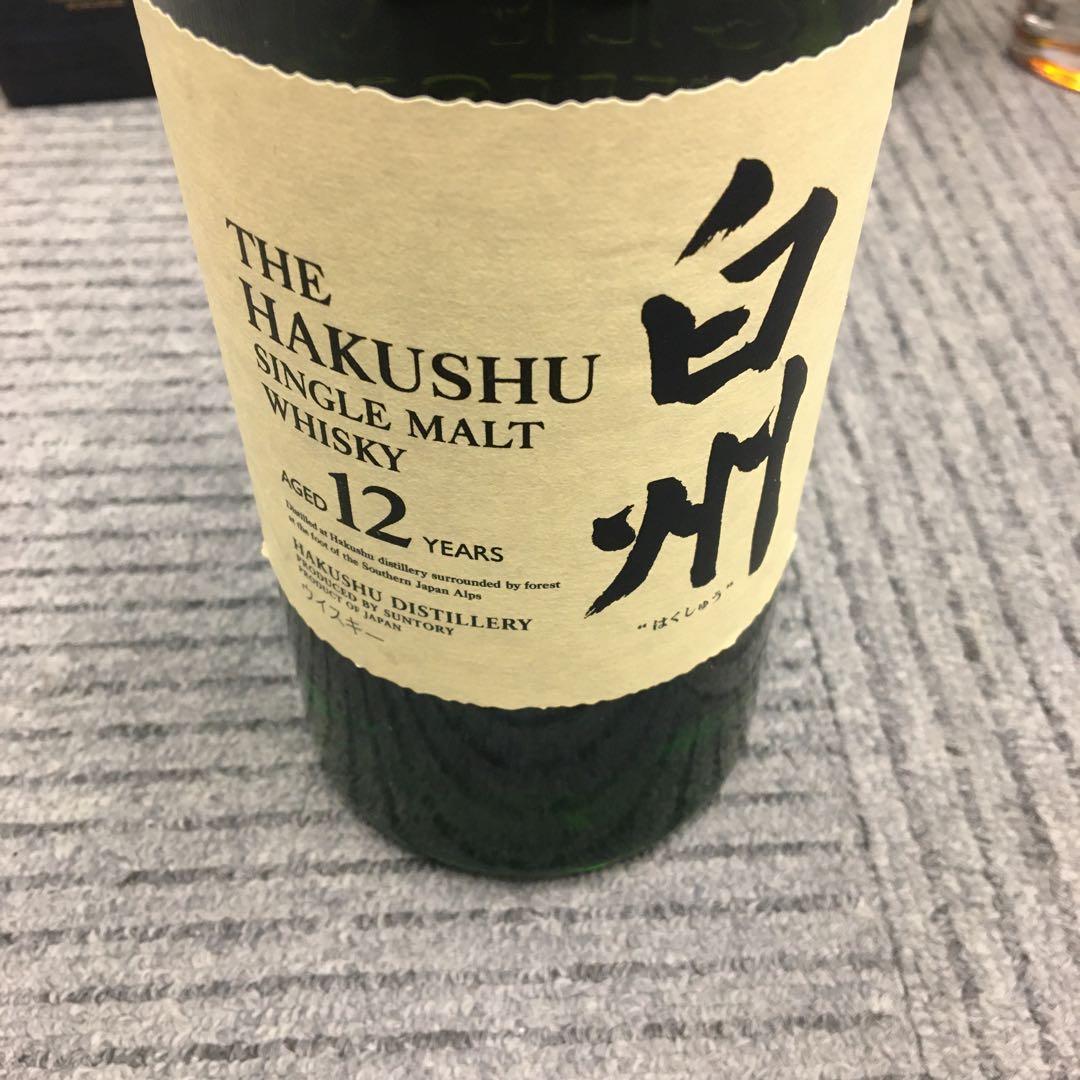 THE
HAKUSHU
SINGLE MALT
WHISKY
AGED 12 YEARS
Distilled at Hakushu distillery surrounded by forest
at the foot of the Southern Japan Alps
HAKUSHU DISTILLERY
PRODUCED BY SUNTORY
PRODUCT OF JAPAN
ウイスキー
白州
“はくしゅう”